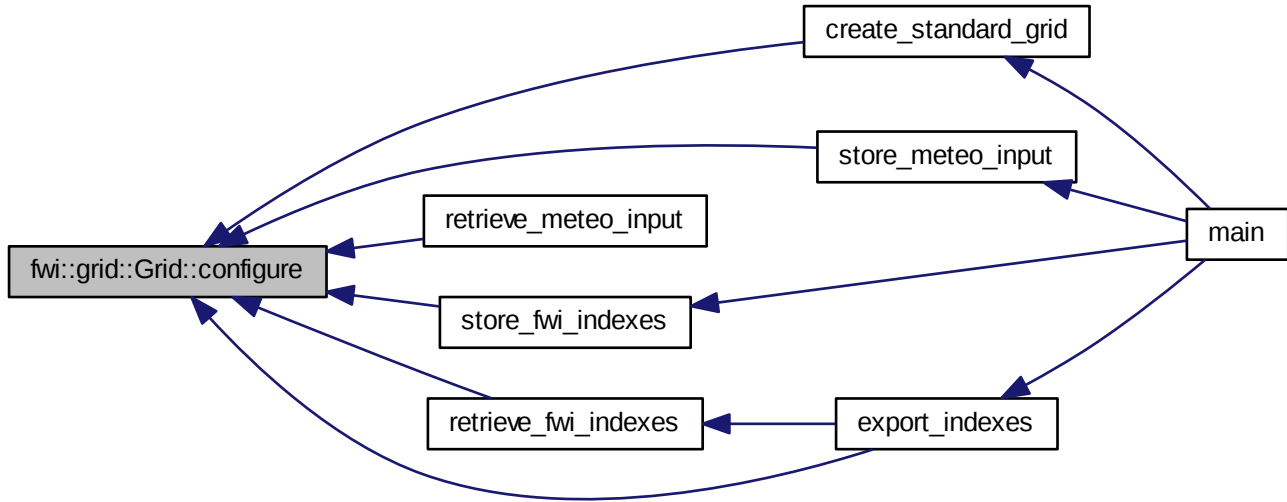 create_standard_grid
store_meteo_input
retrieve_meteo_input
main
fwi::grid::Grid::configure
store_fwi_indexes
retrieve_fwi_indexes
export_indexes